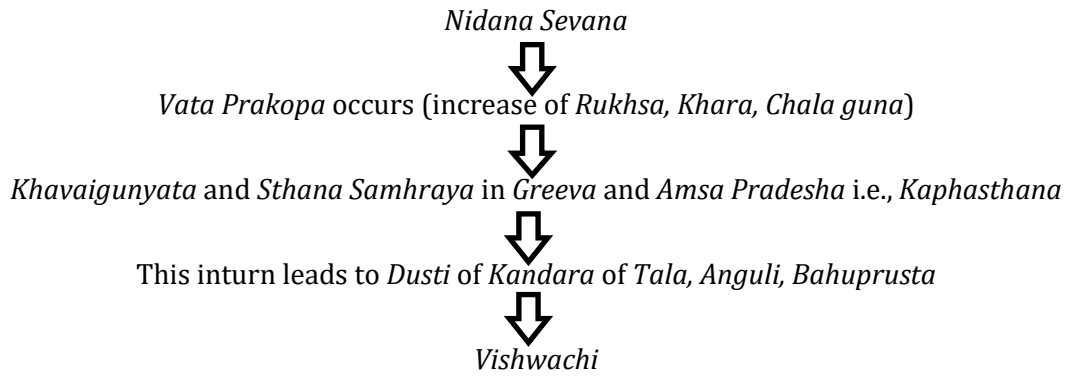 Nidana Sevana
Vata Prakopa occurs (increase of Rukhsa, Khara, Chala guna)
Khavaigunyata and Sthana Samhraya in Greeva and Amsa Pradesha i.e., Kaphasthana
This inturn leads to Dusti of Kandara of Tala, Anguli, Bahuprusta
Vishwachi